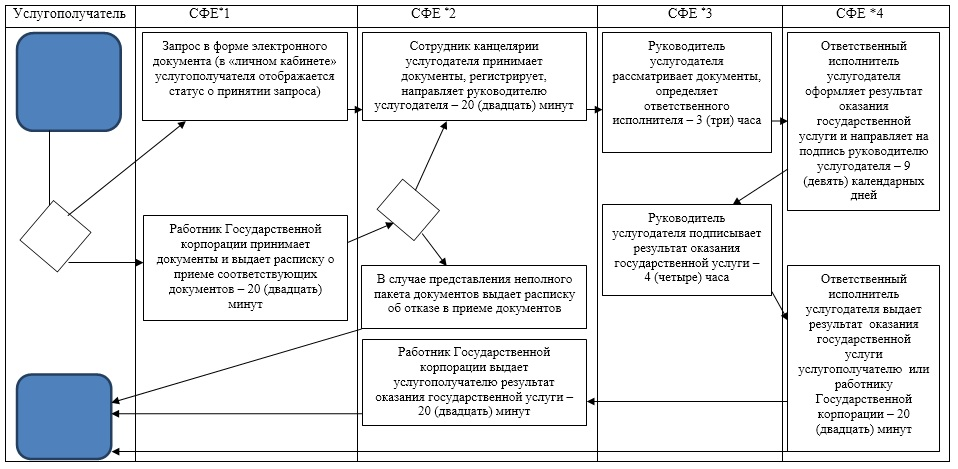 Услугополучатель
СФЕ*1
СФЕ *2
СФЕ *3
СФЕ *4
Запрос в форме электронного
документа (в «личном кабинете»
услугополучателя отображается
статус о принятии запроса)
Сотрудник канцелярии
услугодателя принимает
документы, регистрирует,
направляет руководителю
услугодателя – 20 (двадцать) минут
Руководитель
услугодателя
рассматривает документы,
определяет
ответственного
исполнителя – 3 (три) часа
Ответственный
исполнитель
услугодателя
оформляет результат
оказания
государственной
услуги и направляет на
подпись руководителю
услугодателя – 9
(девять) календарных
дней
Работник Государственной
корпорации принимает
документы и выдает расписку о
приеме соответствующих
документов – 20 (двадцать)
минут
В случае представления неполного
пакета документов выдает расписку
об отказе в приеме документов
Руководитель
услугодателя подписывает
результат оказания
государственной услуги –
4 (четыре) часа
Работник Государственной
корпорации выдает
услугополучателю результат
оказания государственной услуги –
20 (двадцать) минут
Ответственный
исполнитель
услугодателя выдает
результат оказания
государственной
услуги
услугополучателю или
работнику
Государственной
корпорации – 20
(двадцать) минут